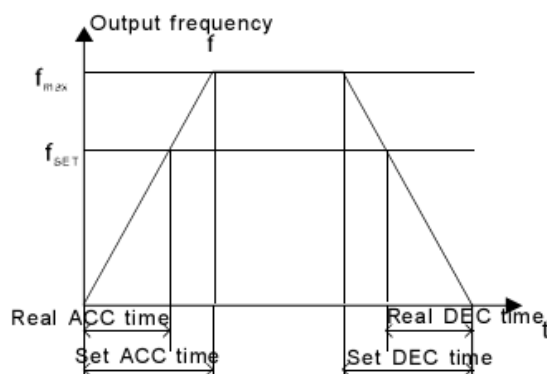 Output frequency
f
fmax
fSET
Real ACC time
Real DEC time
t
Set ACC time
Set DEC time